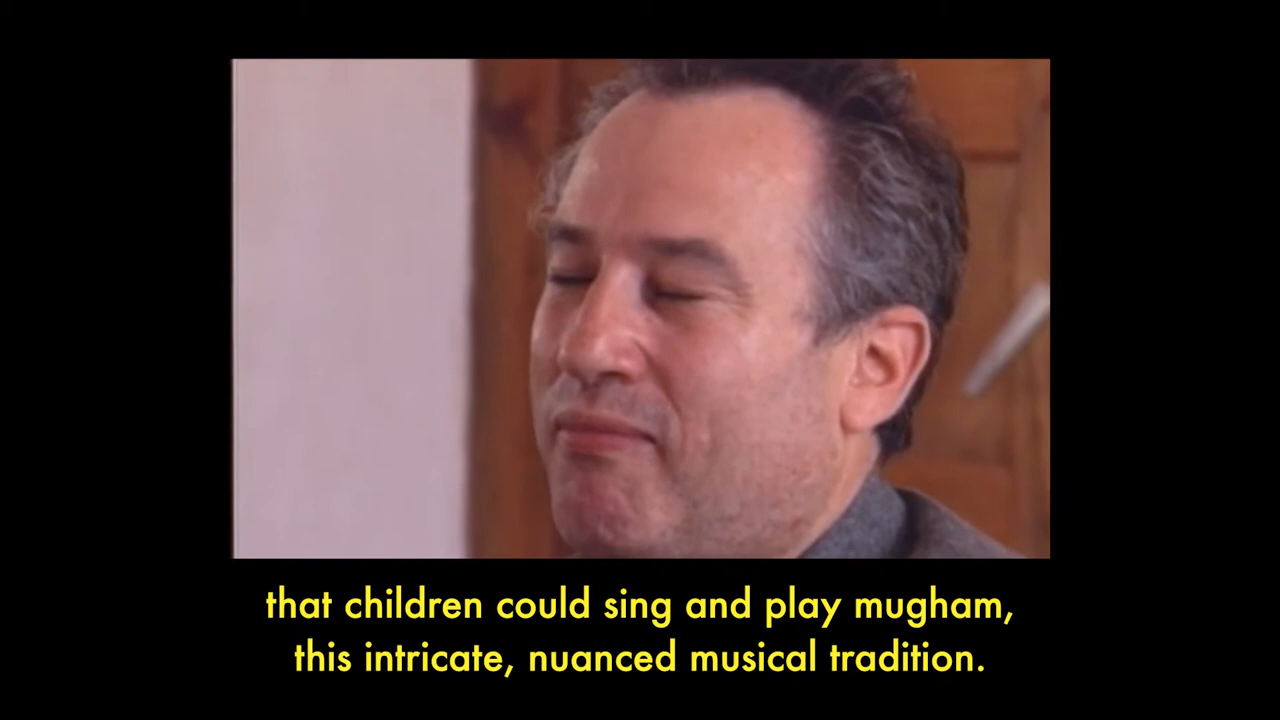 that children could sing and play mugham,
this intricate, nuanced musical tradition.